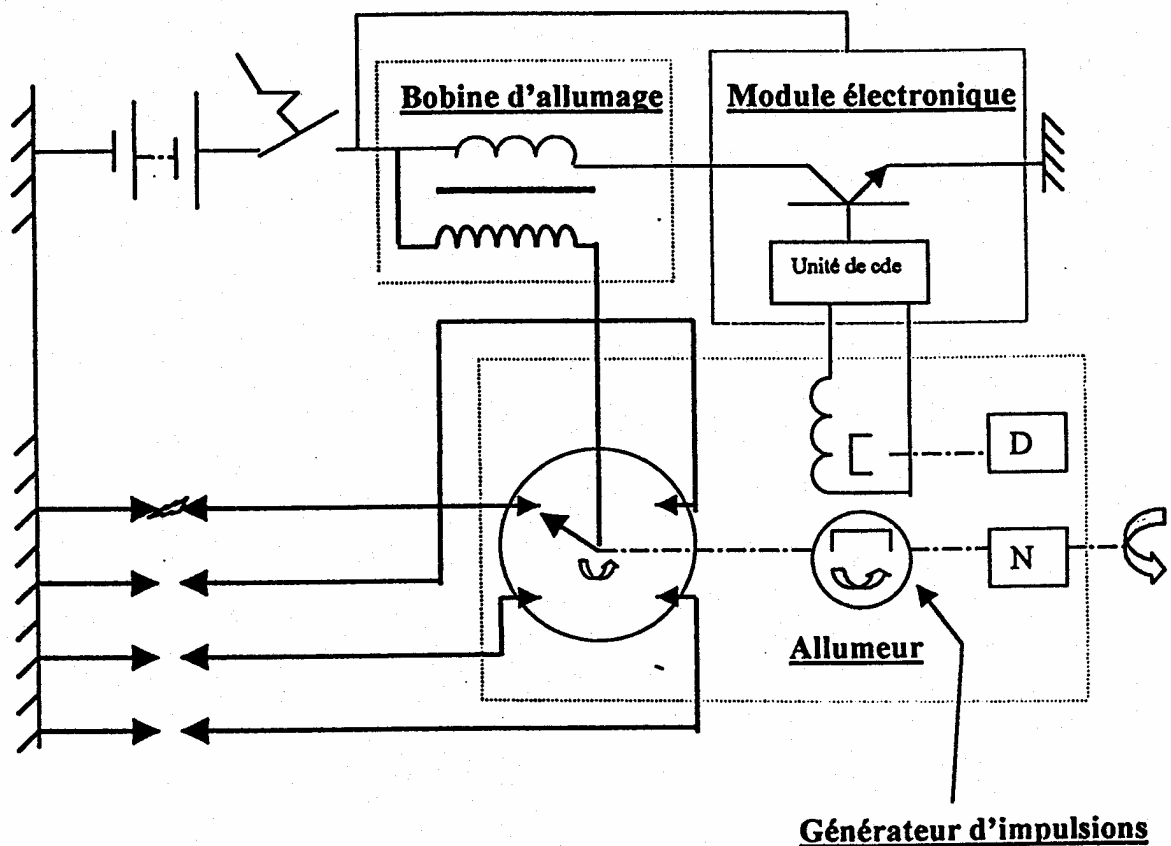 Bobine d'allumage
Module électronique
Unité de cde
D
N
Allumeur
Générateur d'impulsions